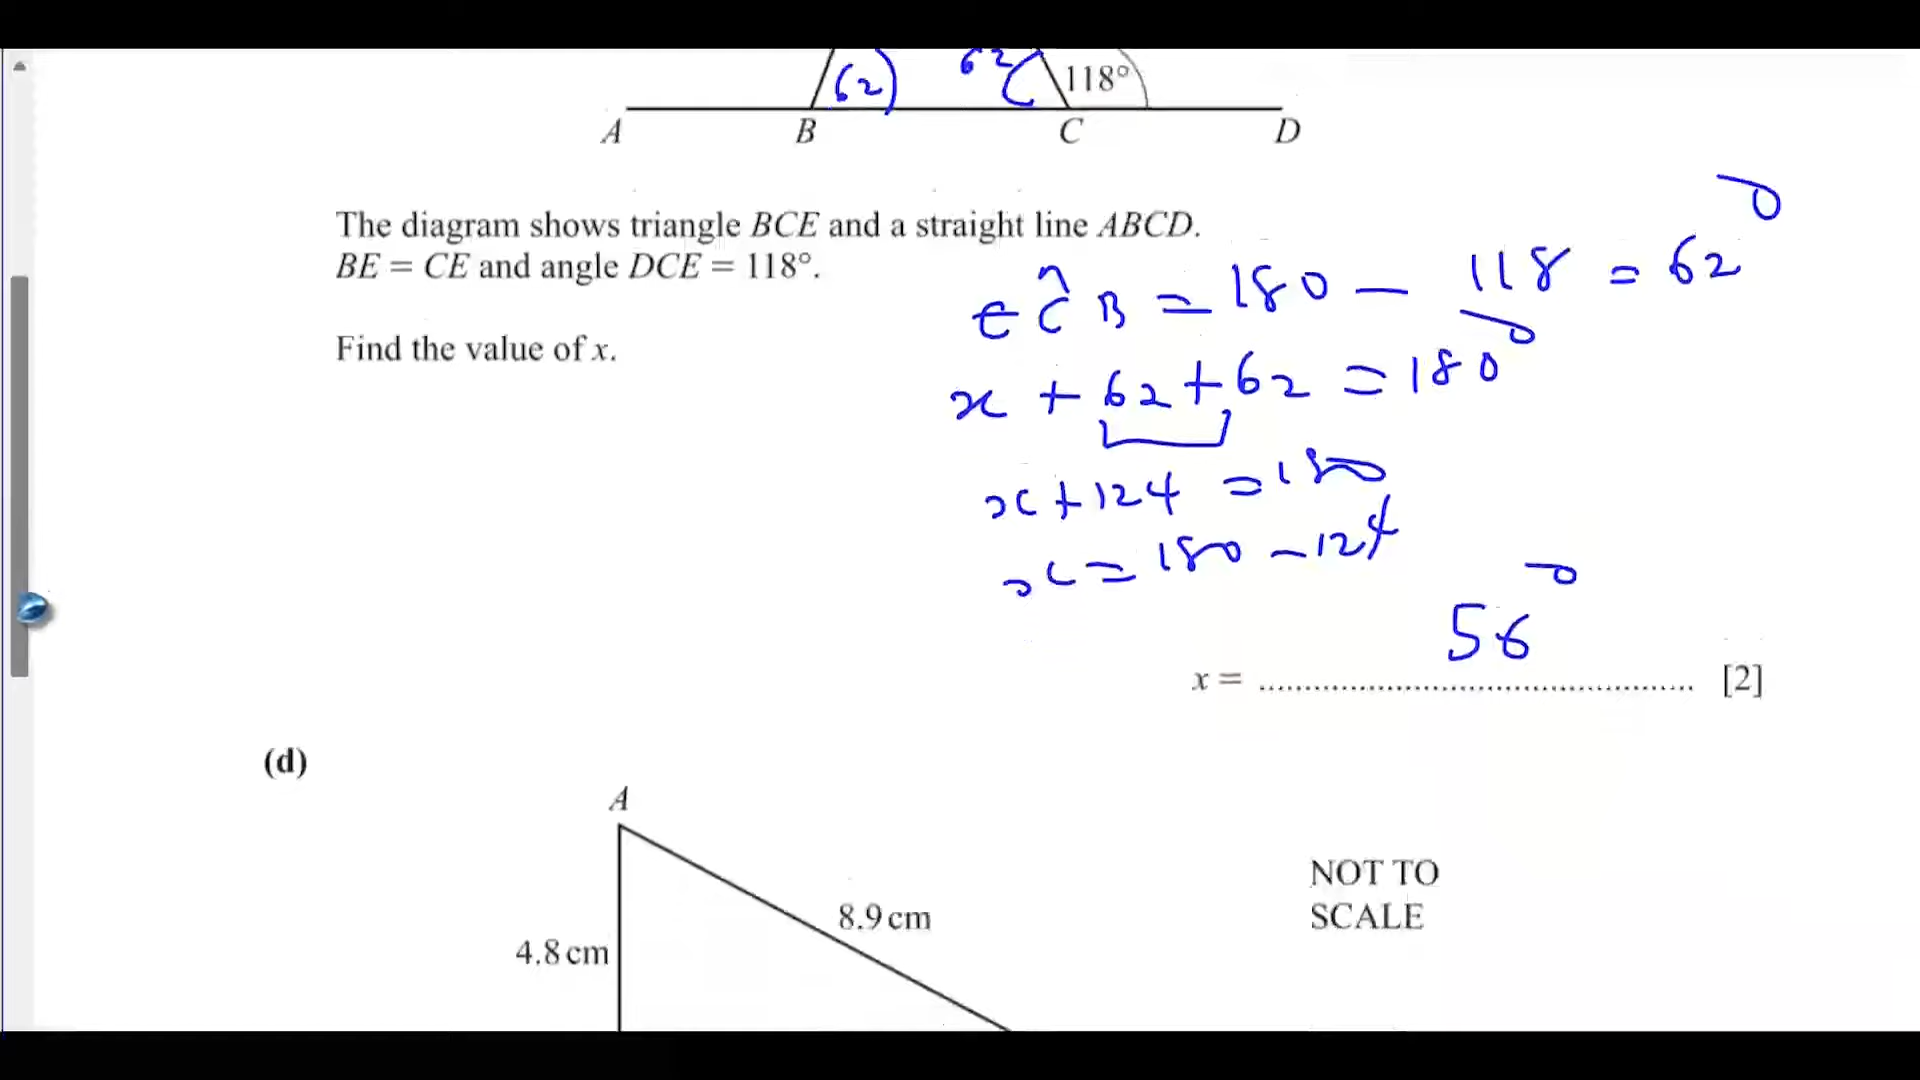 62 62 118°
A B C D
The diagram shows triangle BCE and a straight line ABCD.
BE = CE and angle DCE = 118°.
Find the value of x.
EĈB = 180 - 118 = 62°
x + 62 + 62 = 180°
x + 124 = 180
x = 180 - 124
56°
x = .......................................... [2]
(d)
A
8.9 cm
4.8 cm
NOT TO
SCALE